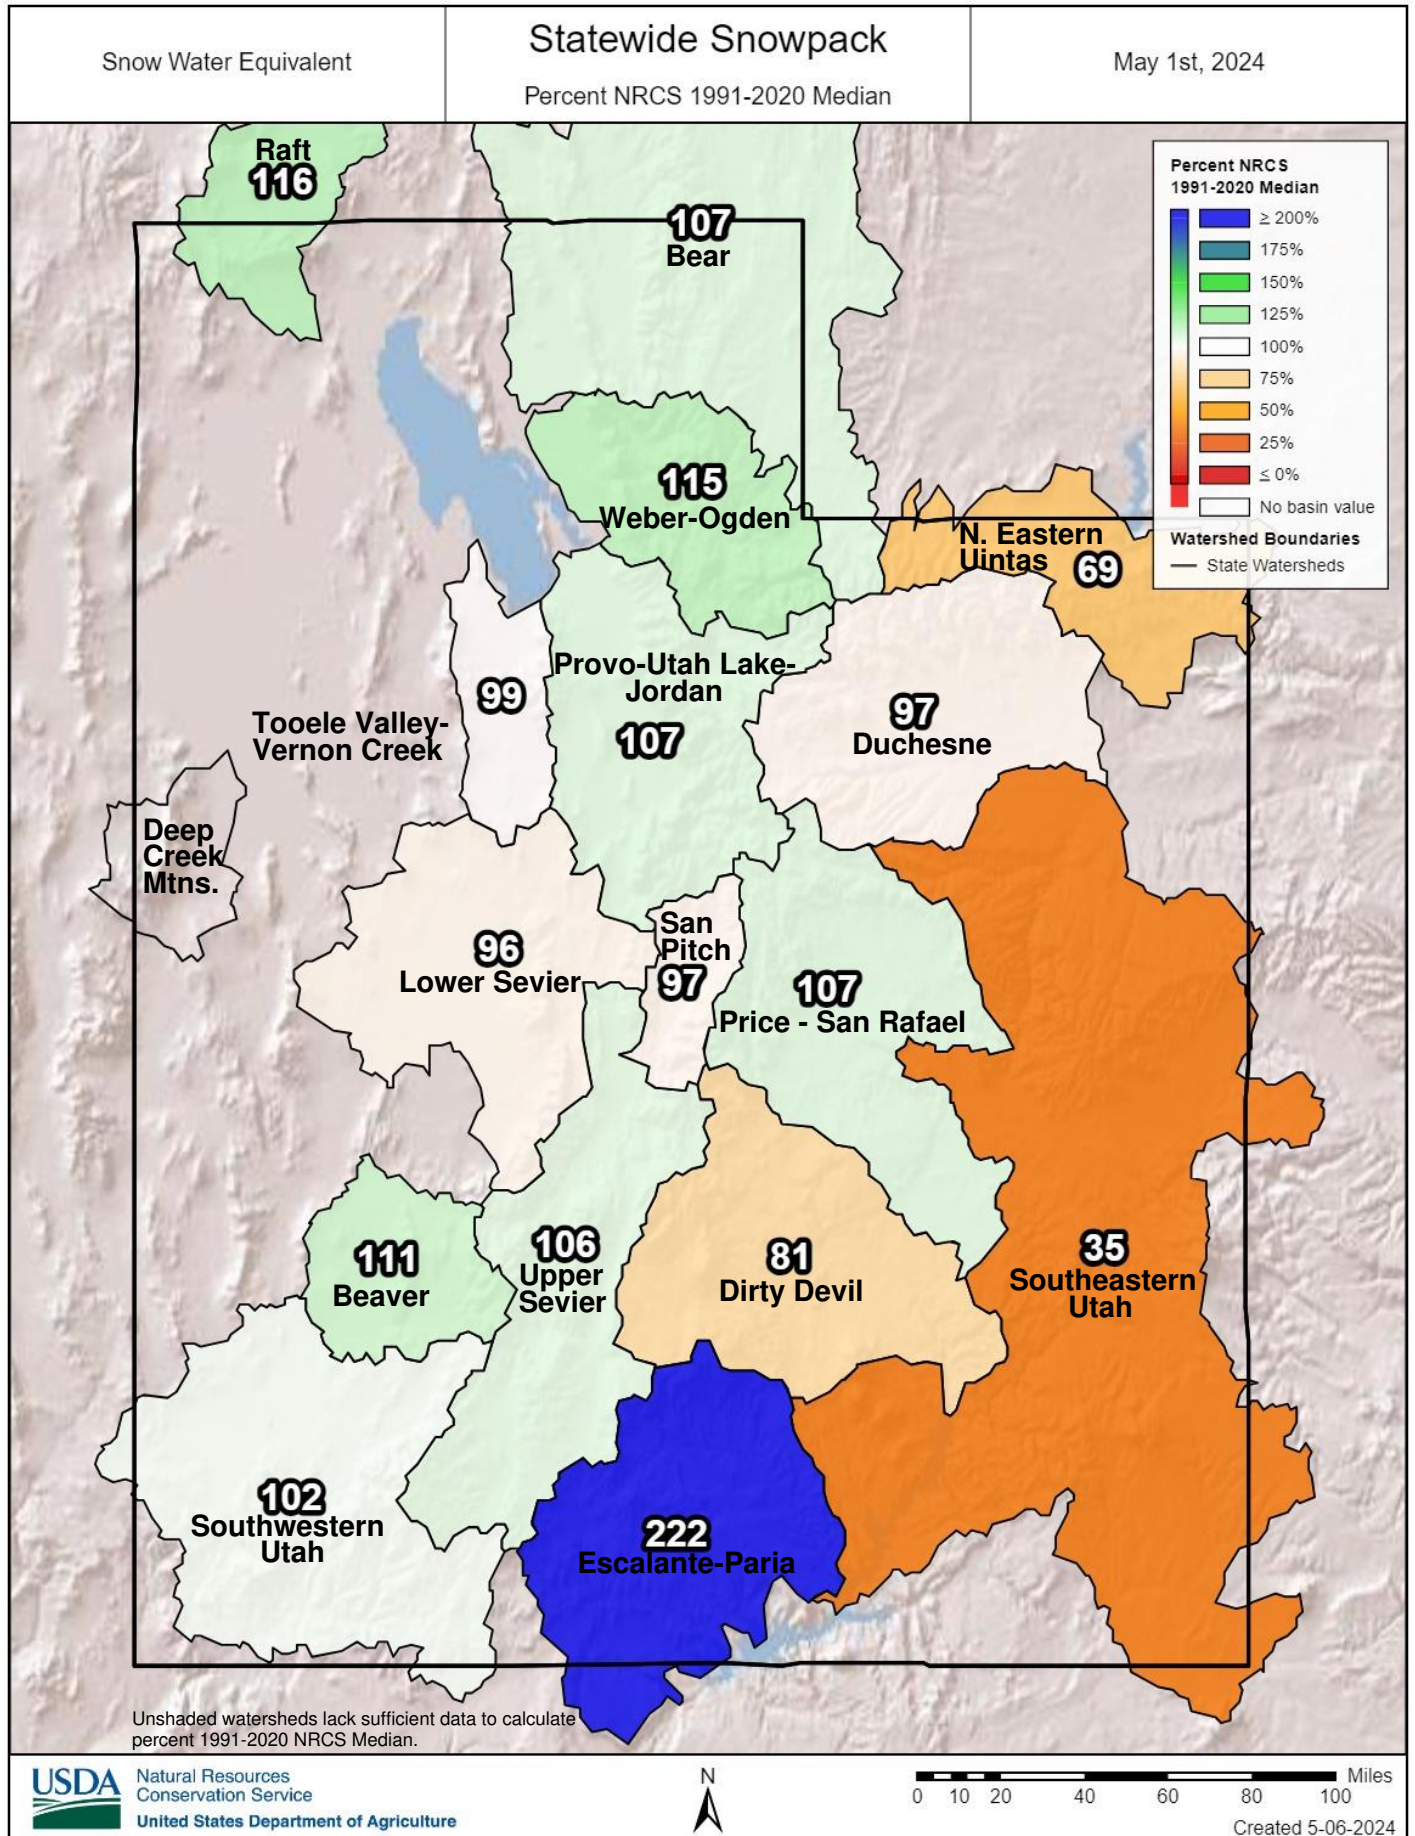 Snow Water Equivalent
Statewide Snowpack
Percent NRCS 1991-2020 Median
May 1st, 2024
Raft
116
107
Bear
Percent NRCS
1991-2020 Median
≥ 200%
175%
150%
125%
100%
75%
50%
25%
≤ 0%
No basin value
Watershed Boundaries
State Watersheds
115
Weber-Ogden
N. Eastern
Uintas
69
Provo-Utah Lake-
Jordan
107
99
Tooele Valley-
Vernon Creek
97
Duchesne
Deep
Creek
Mtns.
96
Lower Sevier
San
Pitch
97
107
Price - San Rafael
111
Beaver
106
Upper
Sevier
81
Dirty Devil
35
Southeastern
Utah
102
Southwestern
Utah
222
Escalante-Paria
Unshaded watersheds lack sufficient data to calculate
percent 1991-2020 NRCS Median.
USDA
Natural Resources
Conservation Service
United States Department of Agriculture
N
Miles
0 10 20 40 60 80 100
Created 5-06-2024